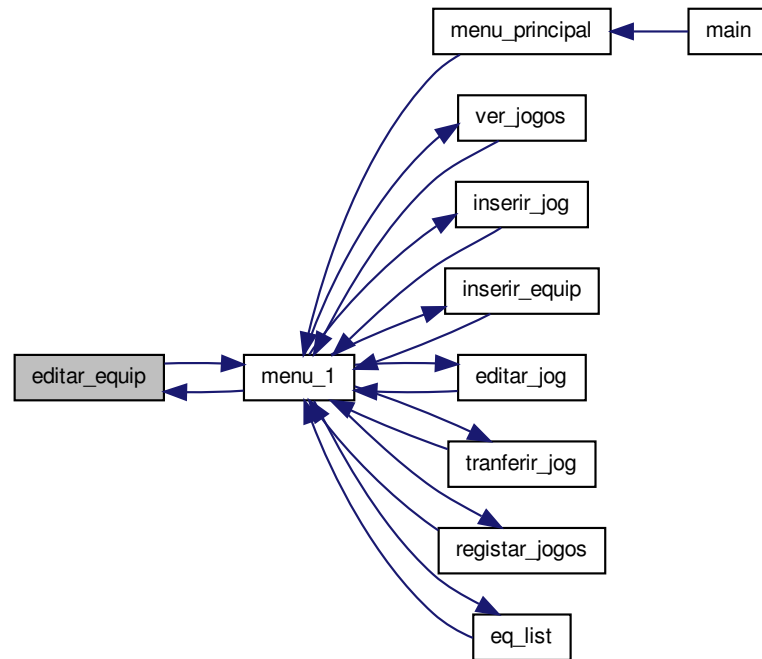 menu_principal
main
ver_jogos
inserir_jog
inserir_equip
editar_equip
menu_1
editar_jog
tranferir_jog
registar_jogos
eq_list